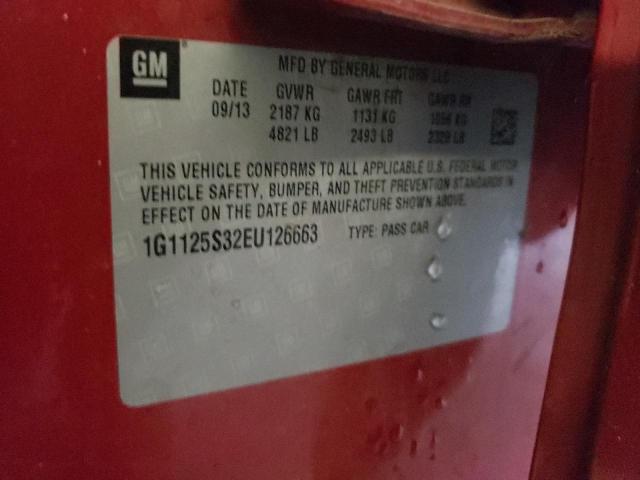 GM
MFD BY GENERAL MOTORS LLC
DATE GVWR GAWR FRT GAWR RR
09/13 2187 KG 1131 KG 1056 KG
4821 LB 2493 LB 2329 LB
THIS VEHICLE CONFORMS TO ALL APPLICABLE U.S. FEDERAL MOTOR
VEHICLE SAFETY, BUMPER, AND THEFT PREVENTION STANDARDS IN
EFFECT ON THE DATE OF MANUFACTURE SHOWN ABOVE.
1G1125S32EU126663 TYPE: PASS CAR